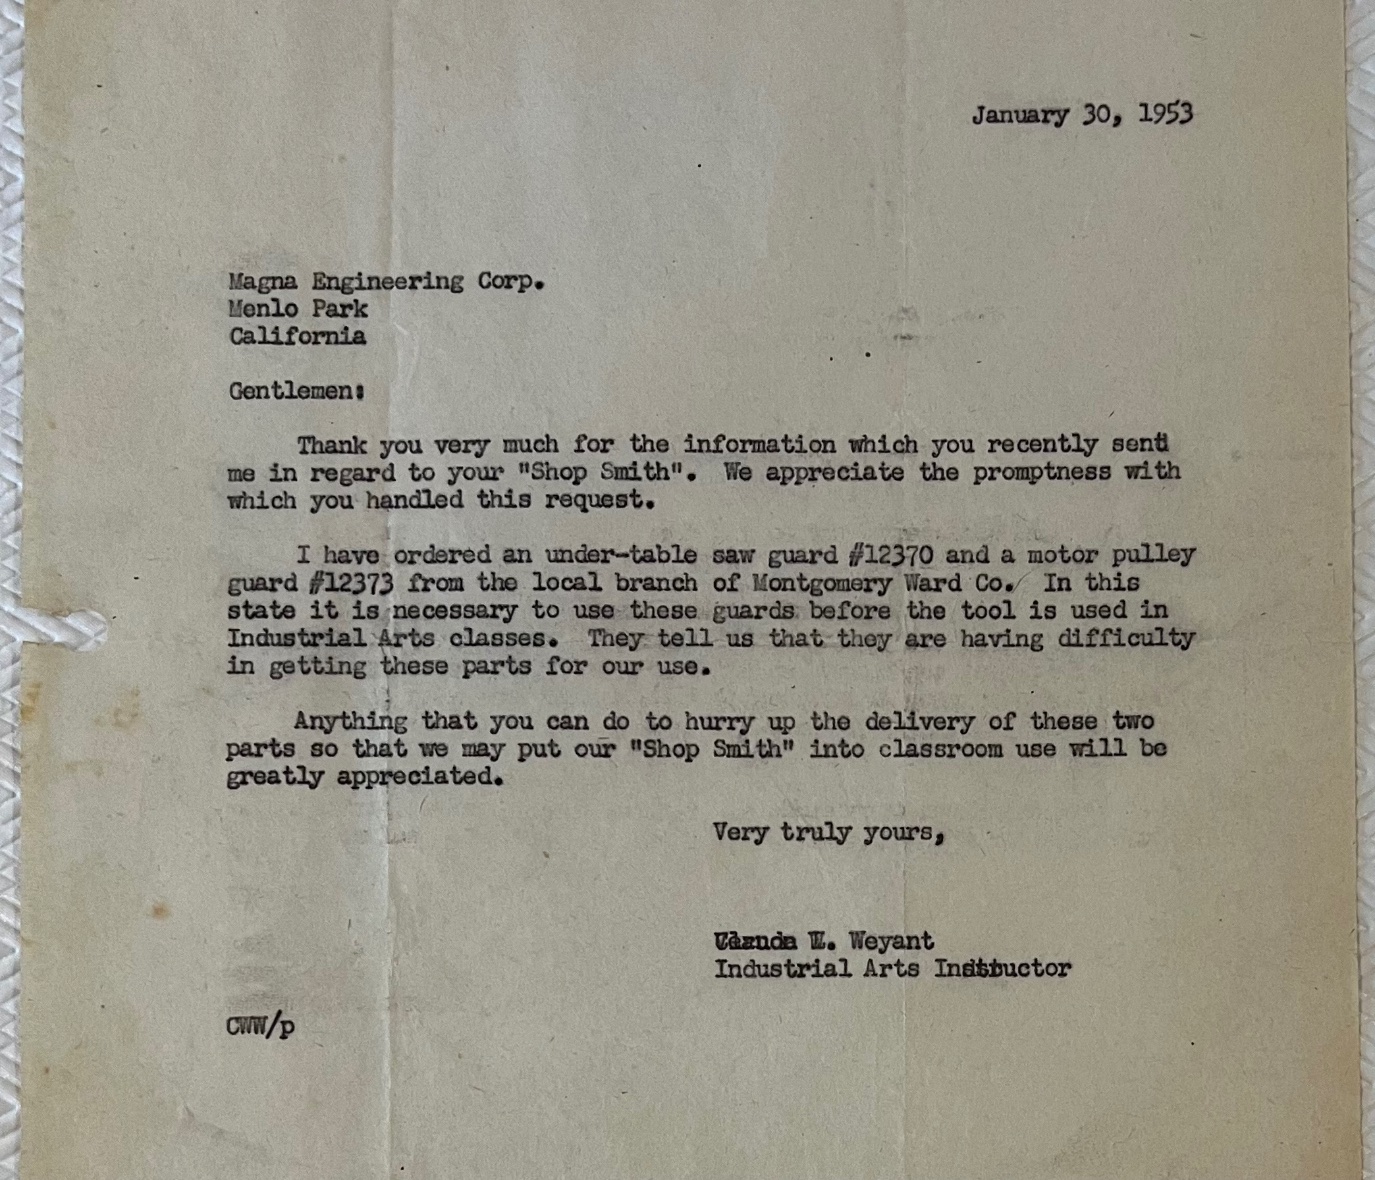 January 30, 1953
Magna Engineering Corp.
Menlo Park
California
Gentlemen:
Thank you very much for the information which you recently sent
me in regard to your "Shop Smith". We appreciate the promptness with
which you handled this request.
I have ordered an under-table saw guard #12370 and a motor pulley
guard #12373 from the local branch of Montgomery Ward Co. In this
state it is necessary to use these guards before the tool is used in
Industrial Arts classes. They tell us that they are having difficulty
in getting these parts for our use.
Anything that you can do to hurry up the delivery of these two
parts so that we may put our "Shop Smith" into classroom use will be
greatly appreciated.
Very truly yours,
W. Weyant
Industrial Arts Instructor
CWW/p